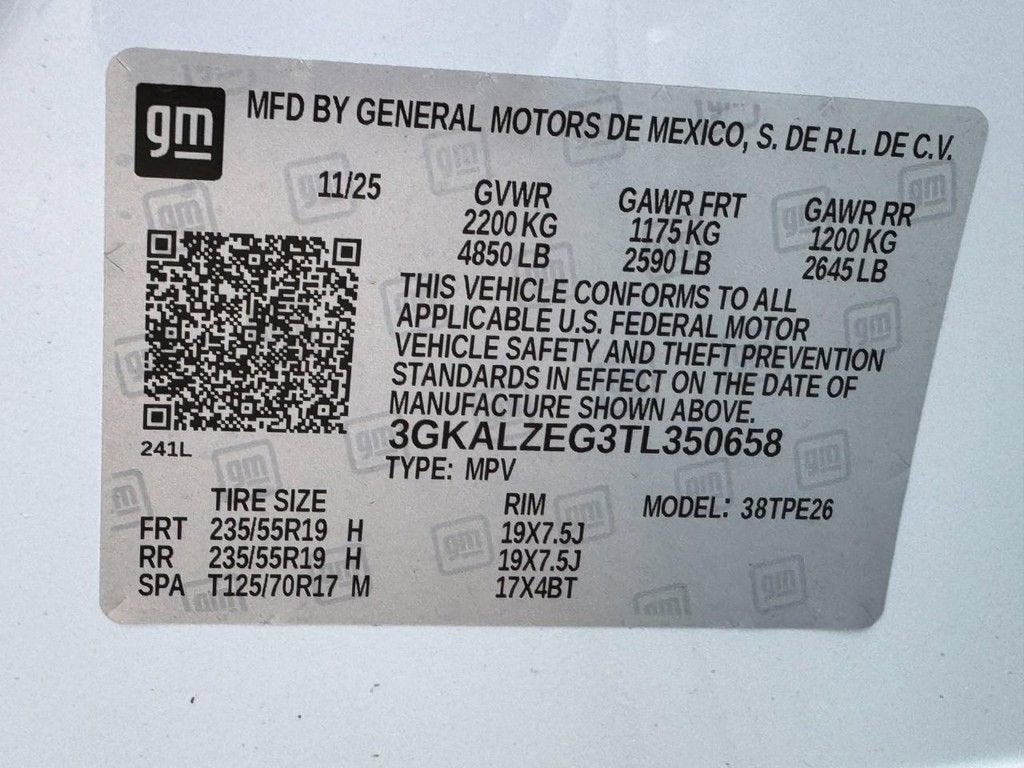 gm MFD BY GENERAL MOTORS DE MEXICO, S. DE R.L. DE C.V.
11/25 GVWR GAWR FRT GAWR RR
2200 KG 1175 KG 1200 KG
4850 LB 2590 LB 2645 LB
THIS VEHICLE CONFORMS TO ALL
APPLICABLE U.S. FEDERAL MOTOR
VEHICLE SAFETY AND THEFT PREVENTION
STANDARDS IN EFFECT ON THE DATE OF
MANUFACTURE SHOWN ABOVE.
3GKALZEG3TL350658
241L
TYPE: MPV
TIRE SIZE RIM MODEL: 38TPE26
FRT 235/55R19 H 19X7.5J
RR 235/55R19 H 19X7.5J
SPA T125/70R17 M 17X4BT